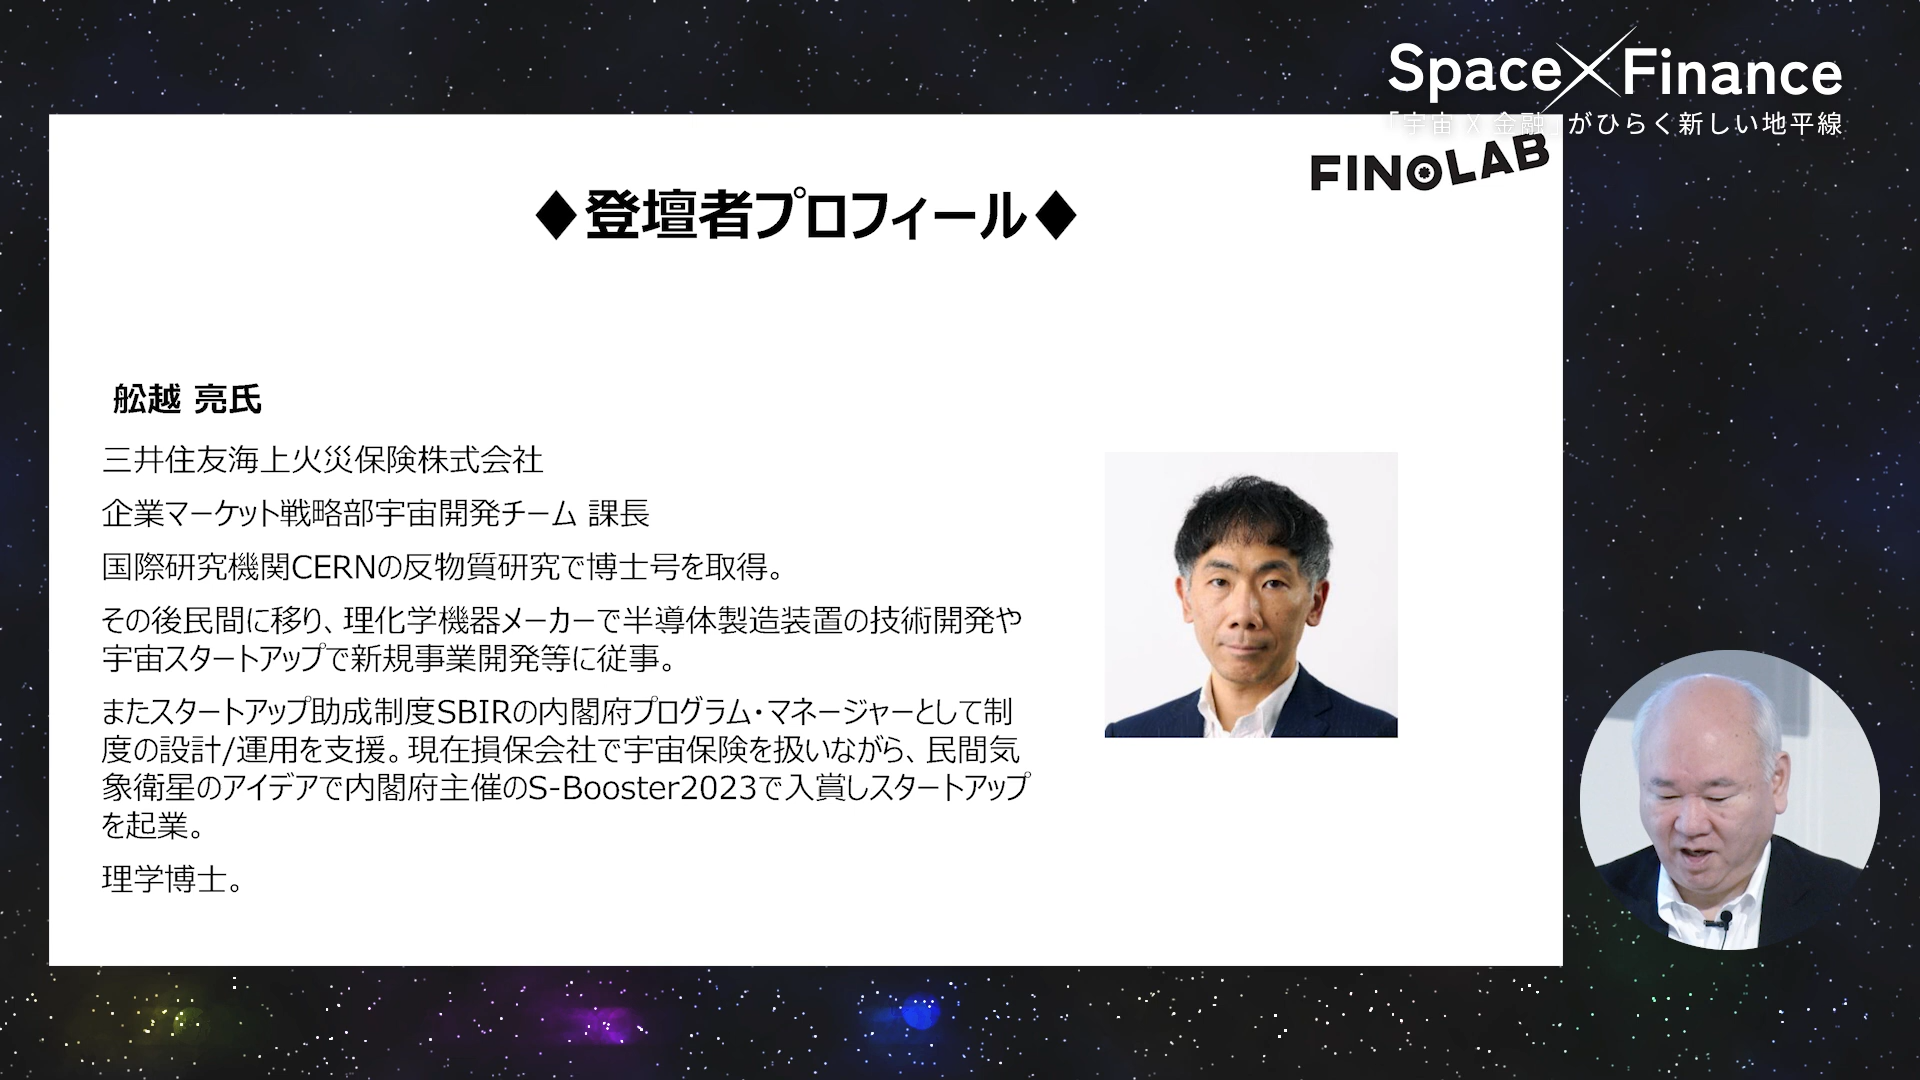 Space×Finance
「宇宙 X 金融」がひらく新しい地平線
FINOLAB
◆登壇者プロフィール◆
舩越 亮氏
三井住友海上火災保険株式会社
企業マーケット戦略部宇宙開発チーム 課長
国際研究機関CERNの反物質研究で博士号を取得。
その後民間に移り、理化学機器メーカーで半導体製造装置の技術開発や
宇宙スタートアップで新規事業開発等に従事。
またスタートアップ助成制度SBIRの内閣府プログラム・マネージャーとして制
度の設計/運用を支援。現在損保会社で宇宙保険を扱いながら、民間気
象衛星のアイデアで内閣府主催のS-Booster2023で入賞しスタートアップ
を起業。
理学博士。